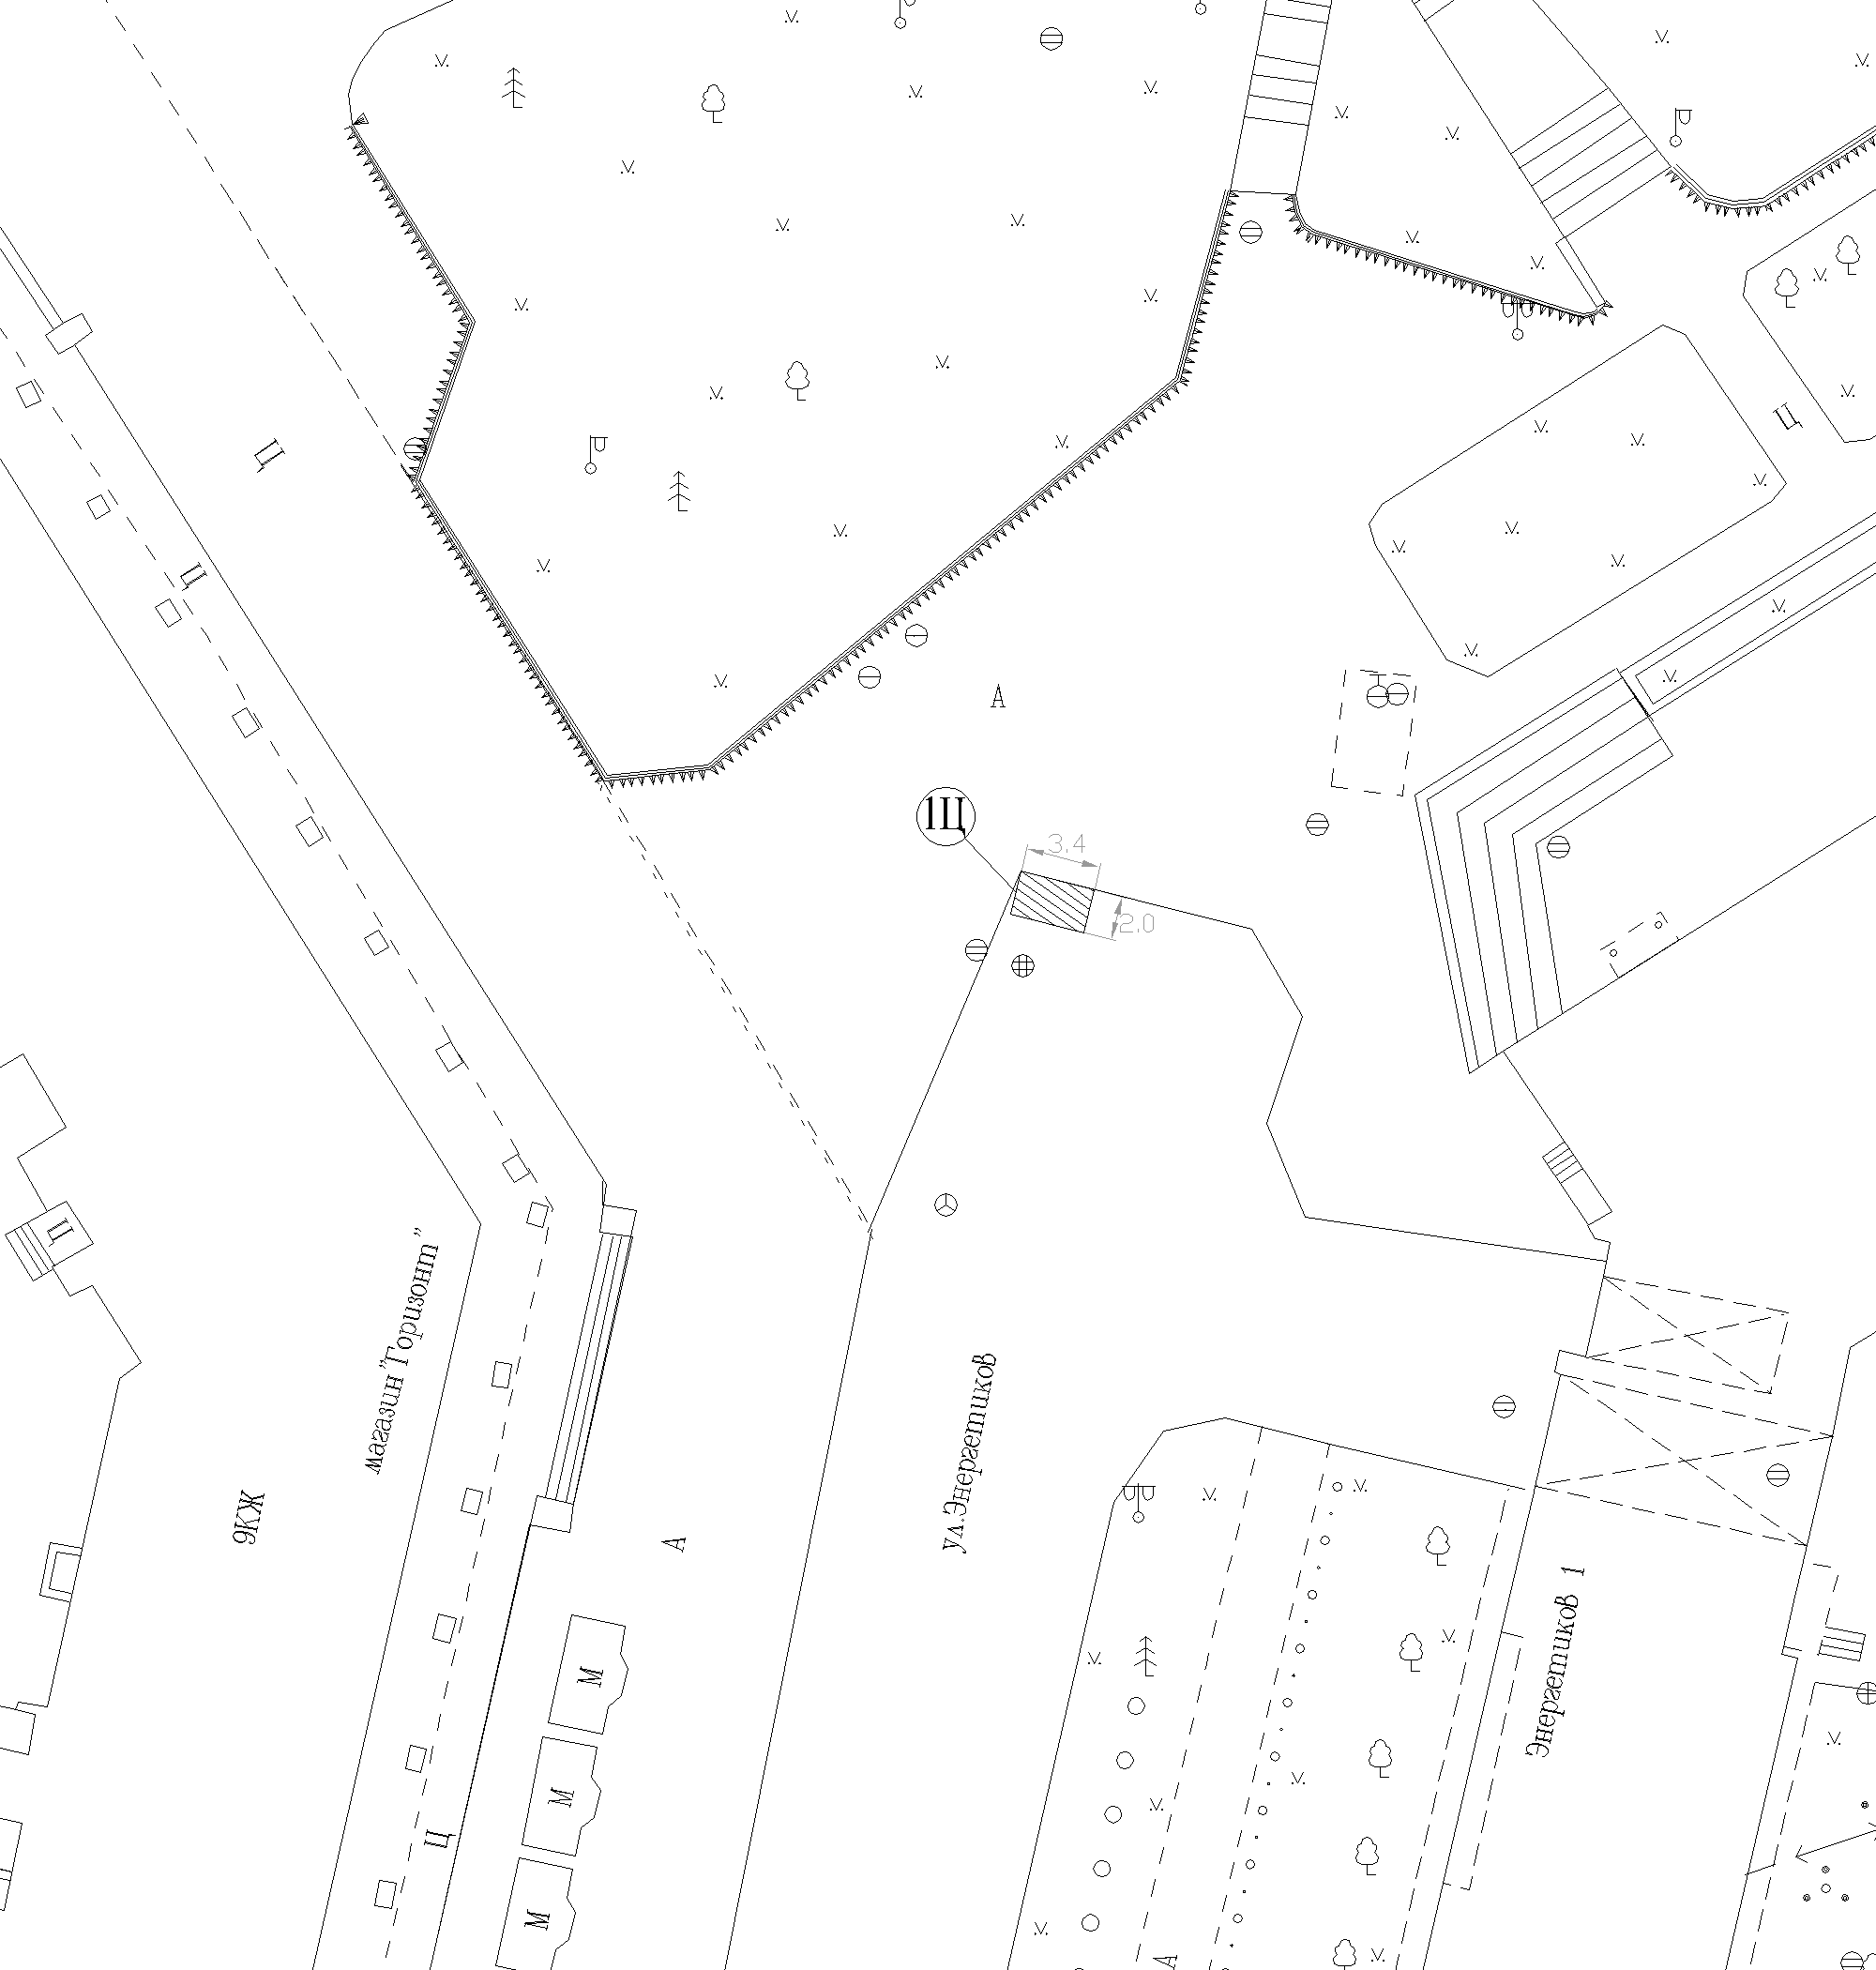 Ц
Ц
Ц
А
1Ц
3.4
2.0
Ц
магазин "Горизонт"
9КЖ
ул.Энергетиков
А
Энергетиков 1
М
М
М
Ц
А